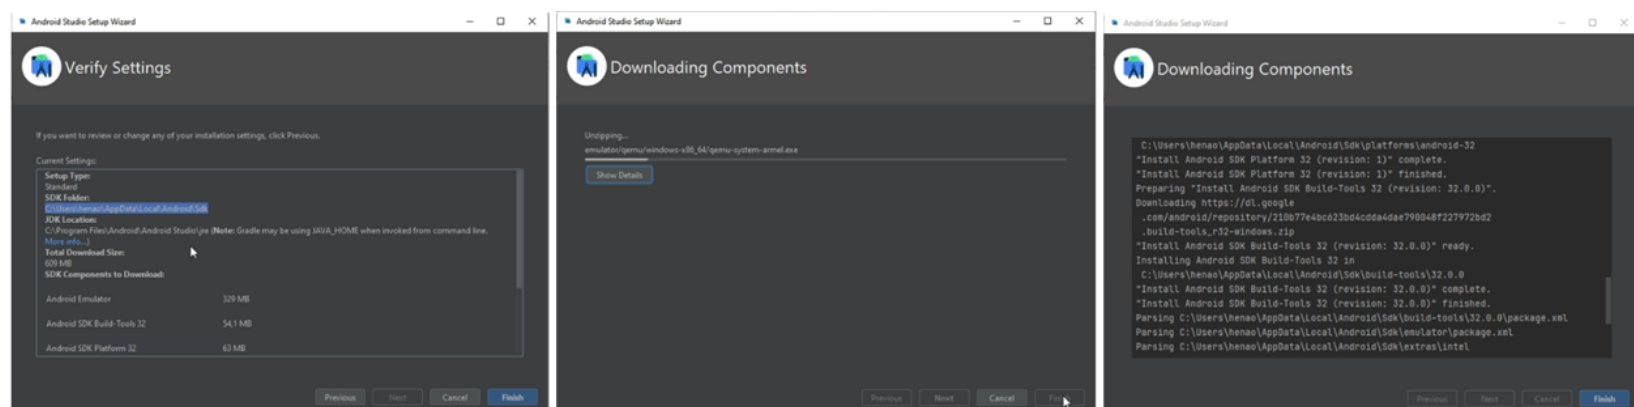 Android Studio Setup Wizard
Verify Settings
If you want to review or change any of your installation settings, click Previous.
Current Settings:
Setup Type:
Standard
SDK Folder:
C:\Users\henao\AppData\Local\Android\Sdk
JDK Location:
C:\Program Files\Android\Android Studio\jre (Note: Gradle may be using JAVA_HOME when invoked from command line.
More info...)
Total Download Size:
609 MB
SDK Components to Download:
Android Emulator 329 MB
Android SDK Build-Tools 32 54,1 MB
Android SDK Platform 32 63 MB
Previous Next Cancel Finish
Android Studio Setup Wizard
Downloading Components
Unzipping...
emulator/qemu/windows-x86_64/qemu-system-armel.exe
Show Details
Previous Next Cancel Finish
Android Studio Setup Wizard
Downloading Components
C:\Users\henao\AppData\Local\Android\Sdk\platforms\android-32
"Install Android SDK Platform 32 (revision: 1)" complete.
"Install Android SDK Platform 32 (revision: 1)" finished.
Preparing "Install Android SDK Build-Tools 32 (revision: 32.0.0)".
Downloading https://dl.google
.com/android/repository/210b77e4bc623bd4cdda4dae790048f227972bd2
.build-tools_r32-windows.zip
"Install Android SDK Build-Tools 32 (revision: 32.0.0)" ready.
Installing Android SDK Build-Tools 32 in
C:\Users\henao\AppData\Local\Android\Sdk\build-tools\32.0.0
"Install Android SDK Build-Tools 32 (revision: 32.0.0)" complete.
"Install Android SDK Build-Tools 32 (revision: 32.0.0)" finished.
Parsing C:\Users\henao\AppData\Local\Android\Sdk\build-tools\32.0.0\package.xml
Parsing C:\Users\henao\AppData\Local\Android\Sdk\emulator\package.xml
Parsing C:\Users\henao\AppData\Local\Android\Sdk\extras\intel
Previous Next Cancel Finish